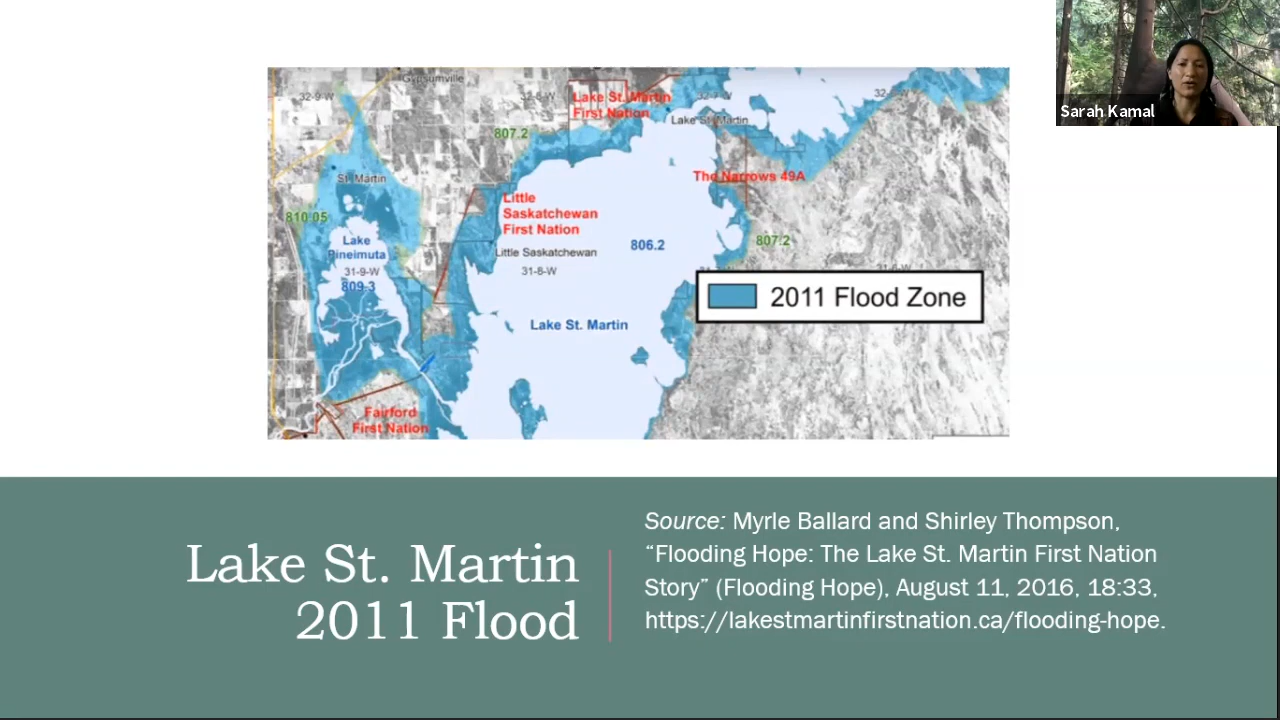 Sarah Kamal
Gypsumville
32-9-W
32-8-W
Lake St. Martin
First Nation
32-7-W
807.2
Lake St. Martin
St. Martin
The Narrows 49A
810.05
Little
Saskatchewan
First Nation
Lake
Pineimuta
806.2
807.2
Little Saskatchewan
31-9-W
31-8-W
809.3
2011 Flood Zone
Lake St. Martin
Fairford
First Nation
Lake St. Martin
2011 Flood
Source: Myrle Ballard and Shirley Thompson,
“Flooding Hope: The Lake St. Martin First Nation
Story” (Flooding Hope), August 11, 2016, 18:33,
https://lakestmartinfirstnation.ca/flooding-hope.